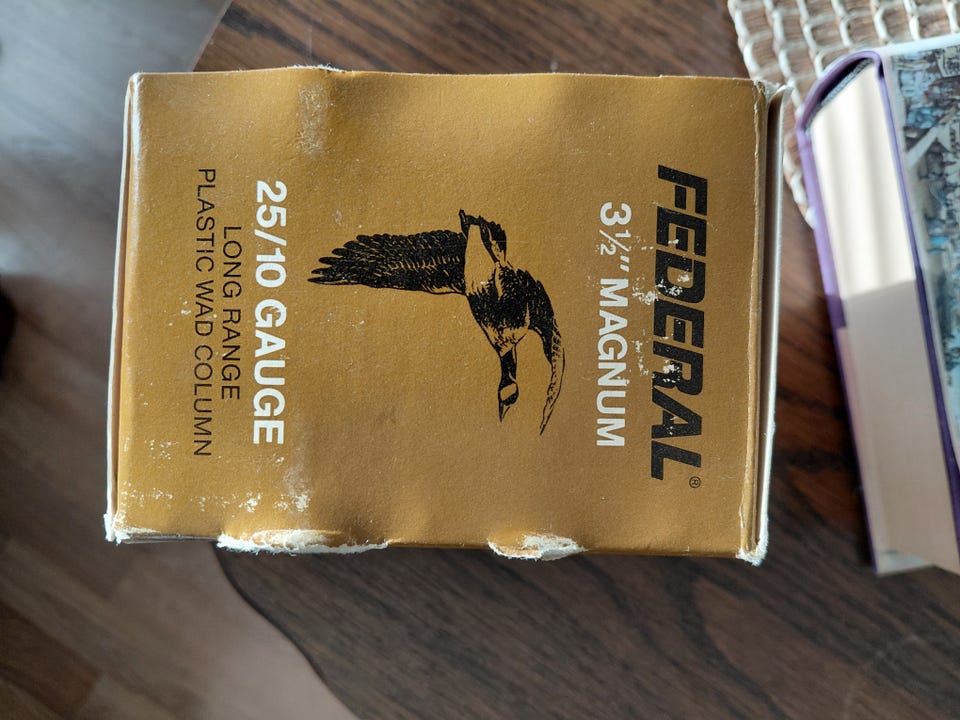 FEDERAL®
3½" MAGNUM
25/10 GAUGE
LONG RANGE
PLASTIC WAD COLUMN